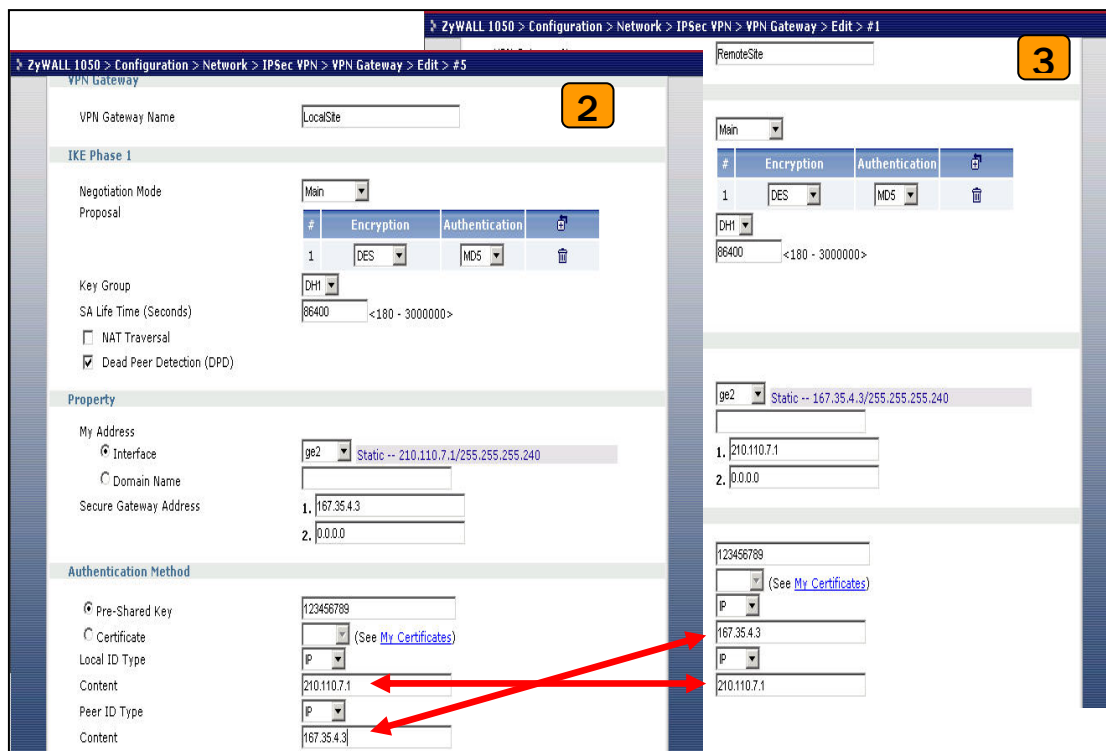 ZyWALL 1050 > Configuration > Network > IPSec VPN > VPN Gateway > Edit > #1
ZyWALL 1050 > Configuration > Network > IPSec VPN > VPN Gateway > Edit > #5
2
VPN Gateway
VPN Gateway Name LocalSite
IKE Phase 1
Negotiation Mode Main
Proposal
# Encryption Authentication
1 DES MD5
Key Group DH1
SA Life Time (Seconds) 86400 <180 - 3000000>
NAT Traversal
Dead Peer Detection (DPD)
Property
My Address
Interface ge2 Static -- 210.110.7.1/255.255.255.240
Domain Name
Secure Gateway Address 1. 167.35.4.3
2. 0.0.0.0
Authentication Method
Pre-Shared Key 123456789
Certificate (See My Certificates)
Local ID Type IP
Content 210.110.7.1
Peer ID Type IP
Content 167.35.4.3
3
RemoteSite
Main
# Encryption Authentication
1 DES MD5
DH1
86400 <180 - 3000000>
ge2 Static -- 167.35.4.3/255.255.255.240
1. 210.110.7.1
2. 0.0.0.0
123456789
(See My Certificates)
IP
167.35.4.3
IP
210.110.7.1